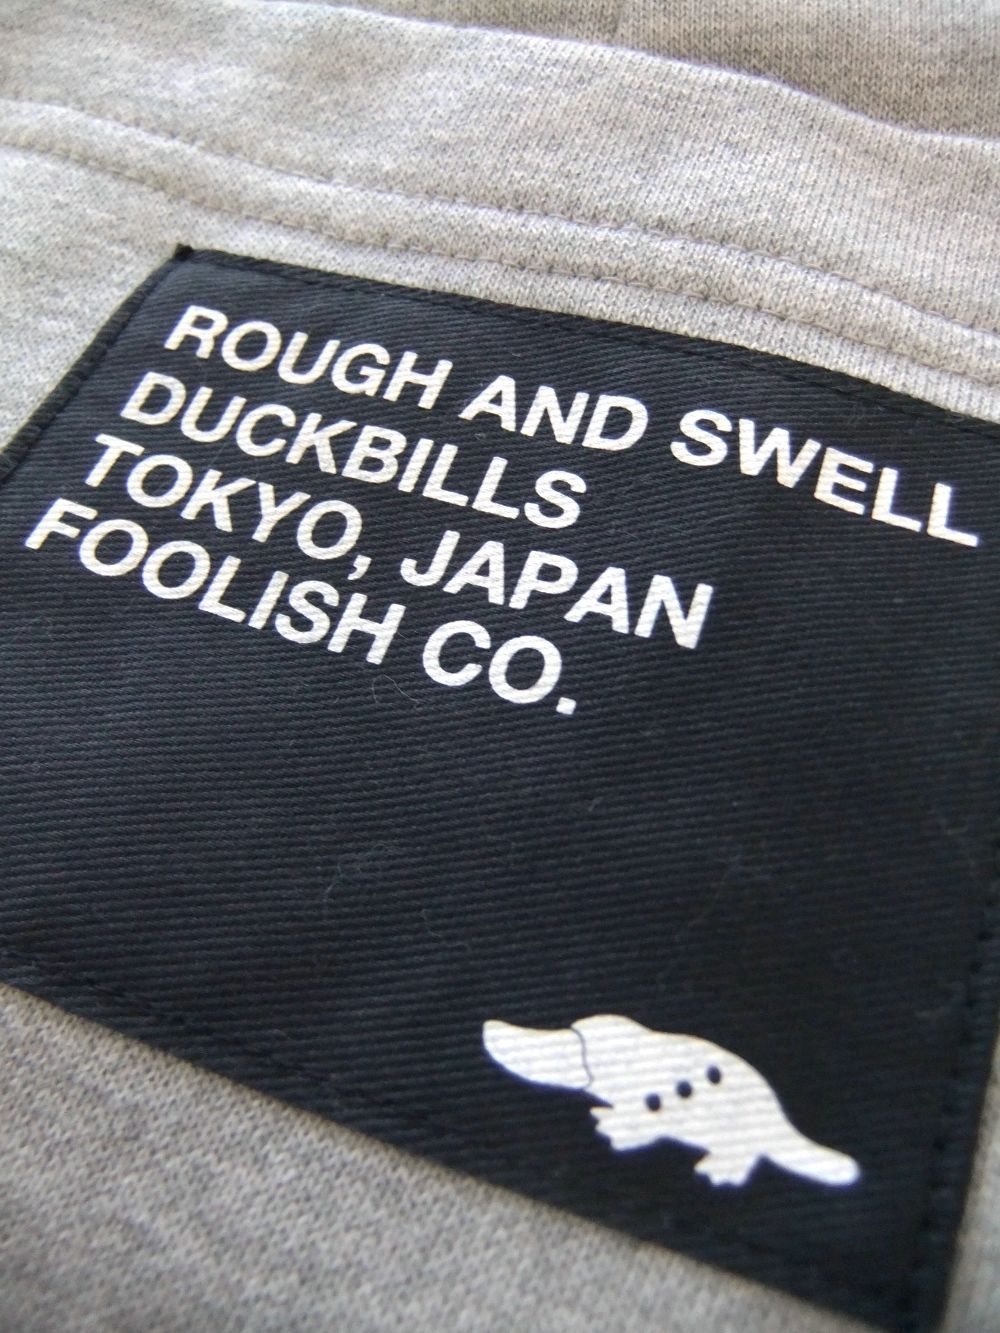 ROUGH AND SWELL
DUCKBILLS
TOKYO, JAPAN
FOOLISH CO.